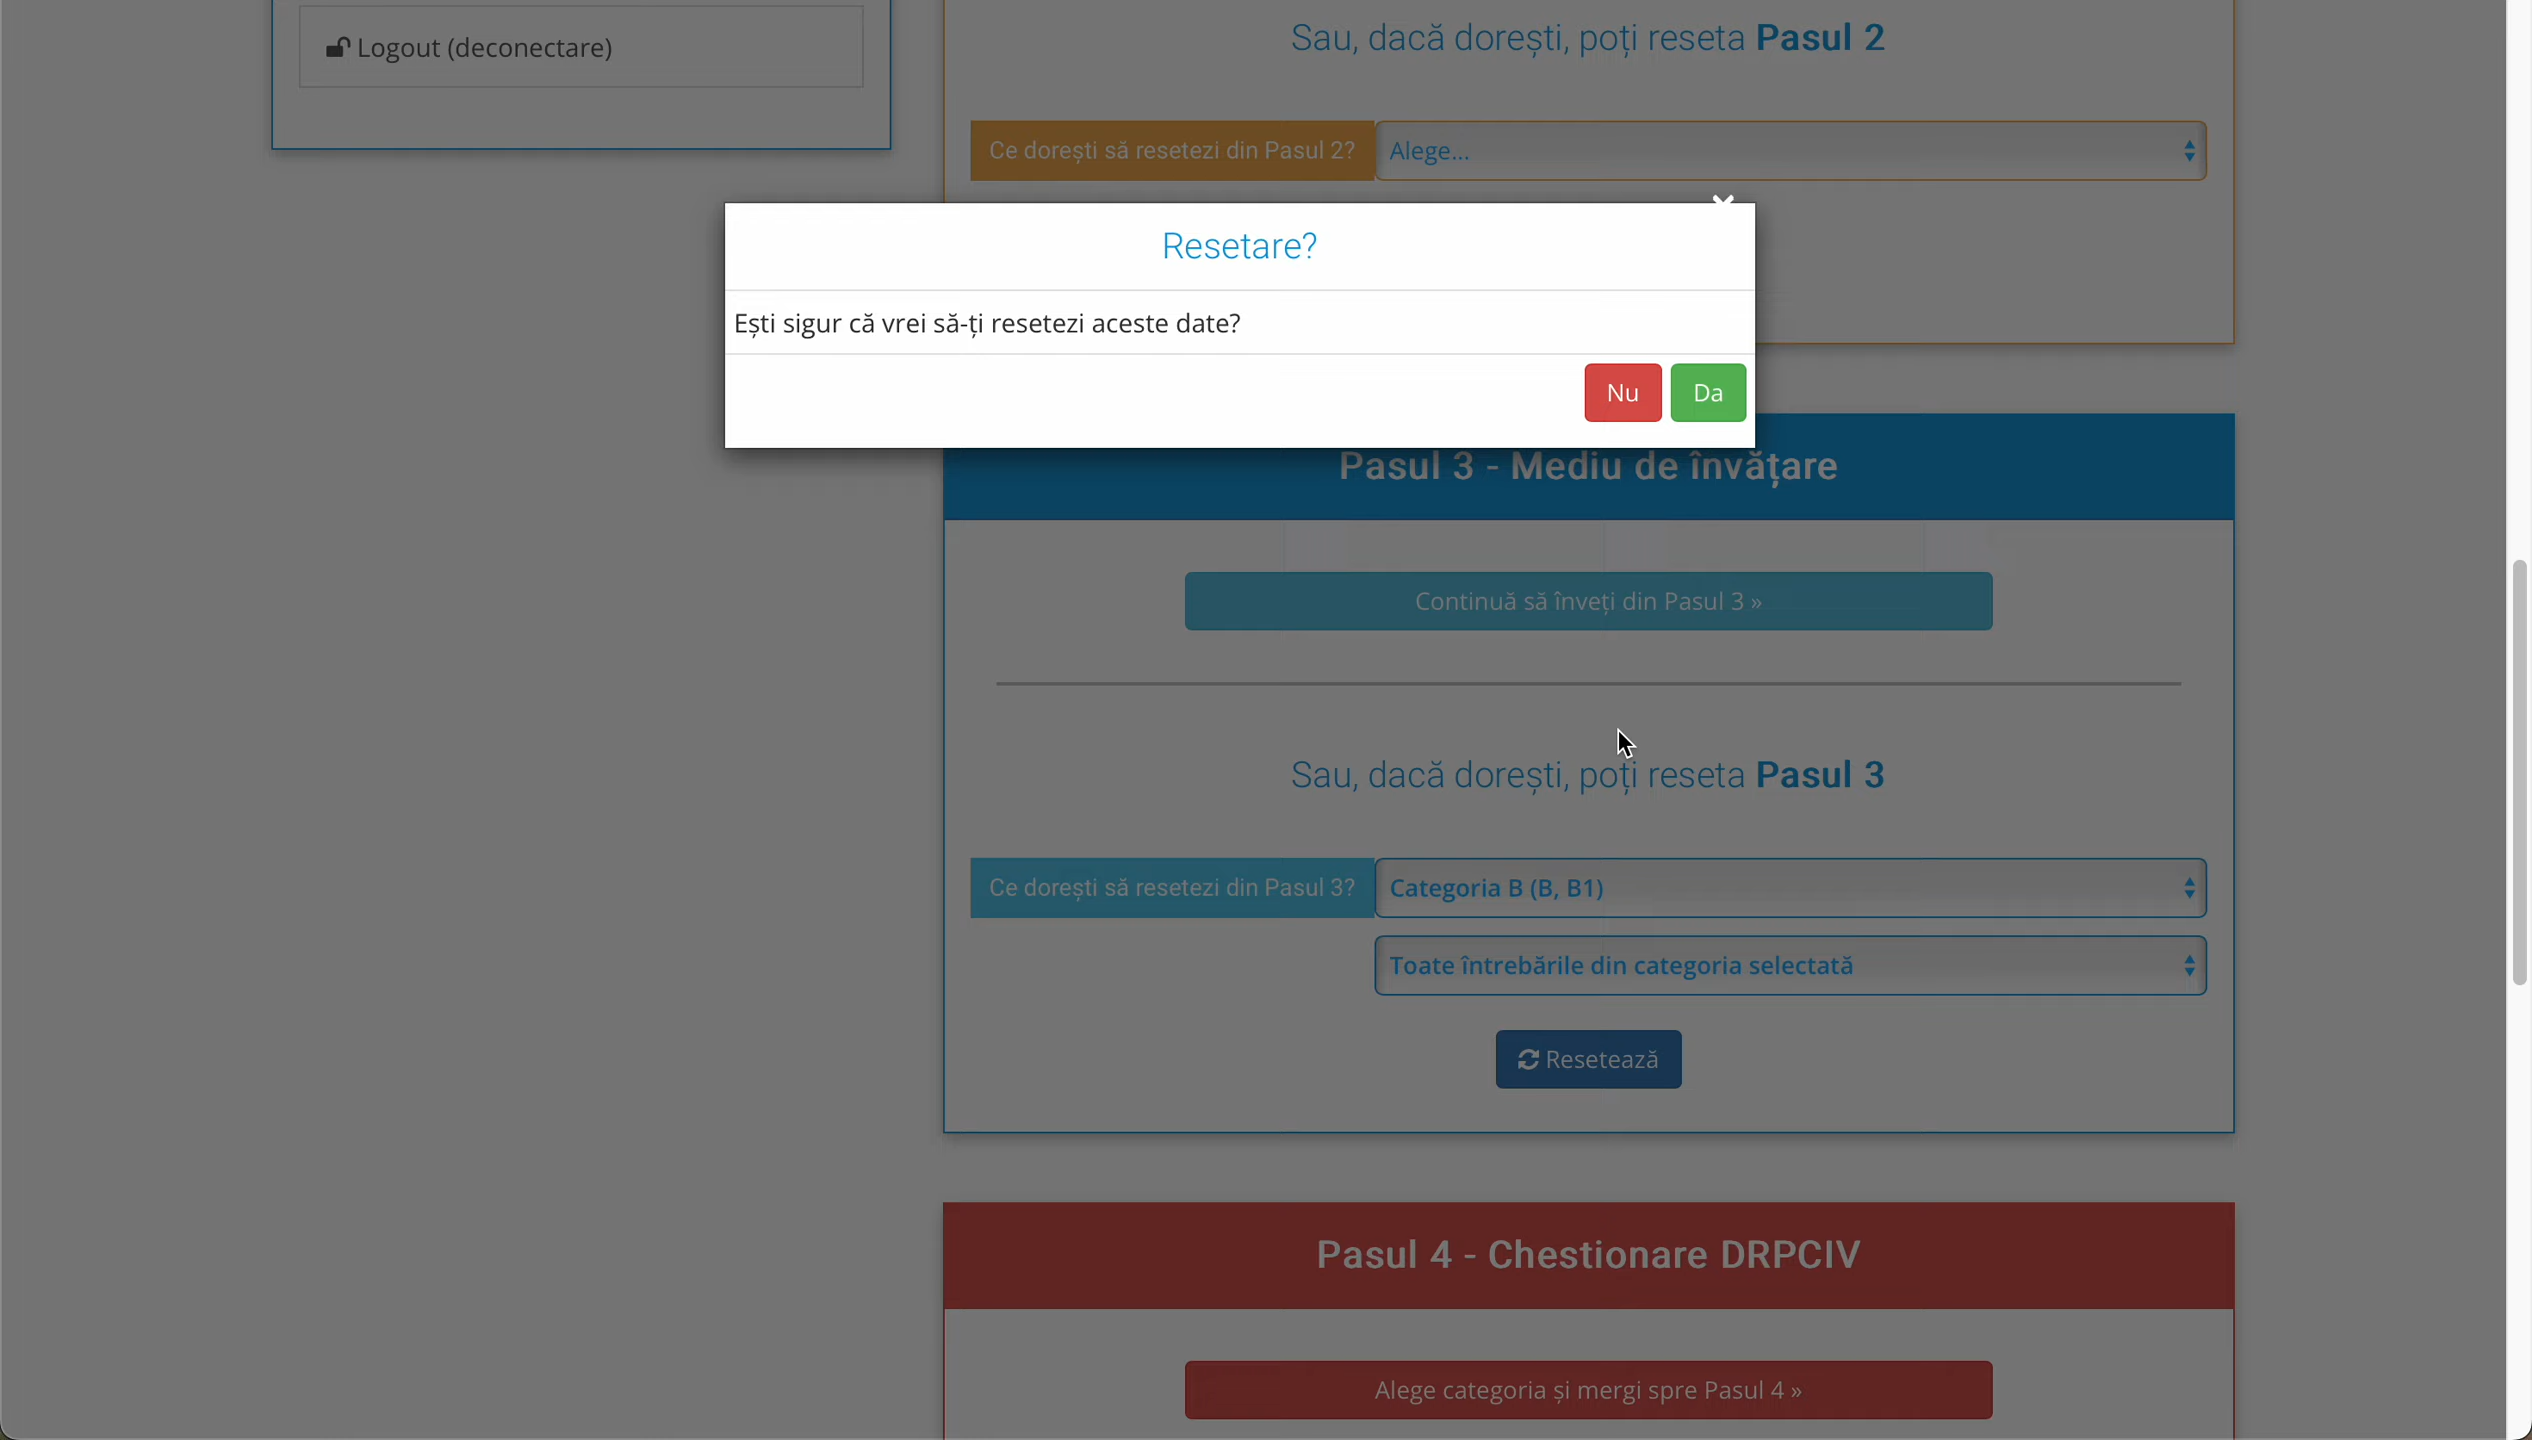 Logout (deconectare)
Sau, dacă dorești, poți reseta Pasul 2
Ce dorești să resetezi din Pasul 2?
Alege...
Resetare?
Ești sigur că vrei să-ți resetezi aceste date?
Nu
Da
Pasul 3 - Mediu de învățare
Continuă să înveți din Pasul 3 »
Sau, dacă dorești, poți reseta Pasul 3
Ce dorești să resetezi din Pasul 3?
Categoria B (B, B1)
Toate întrebările din categoria selectată
Resetează
Pasul 4 - Chestionare DRPCIV
Alege categoria și mergi spre Pasul 4 »